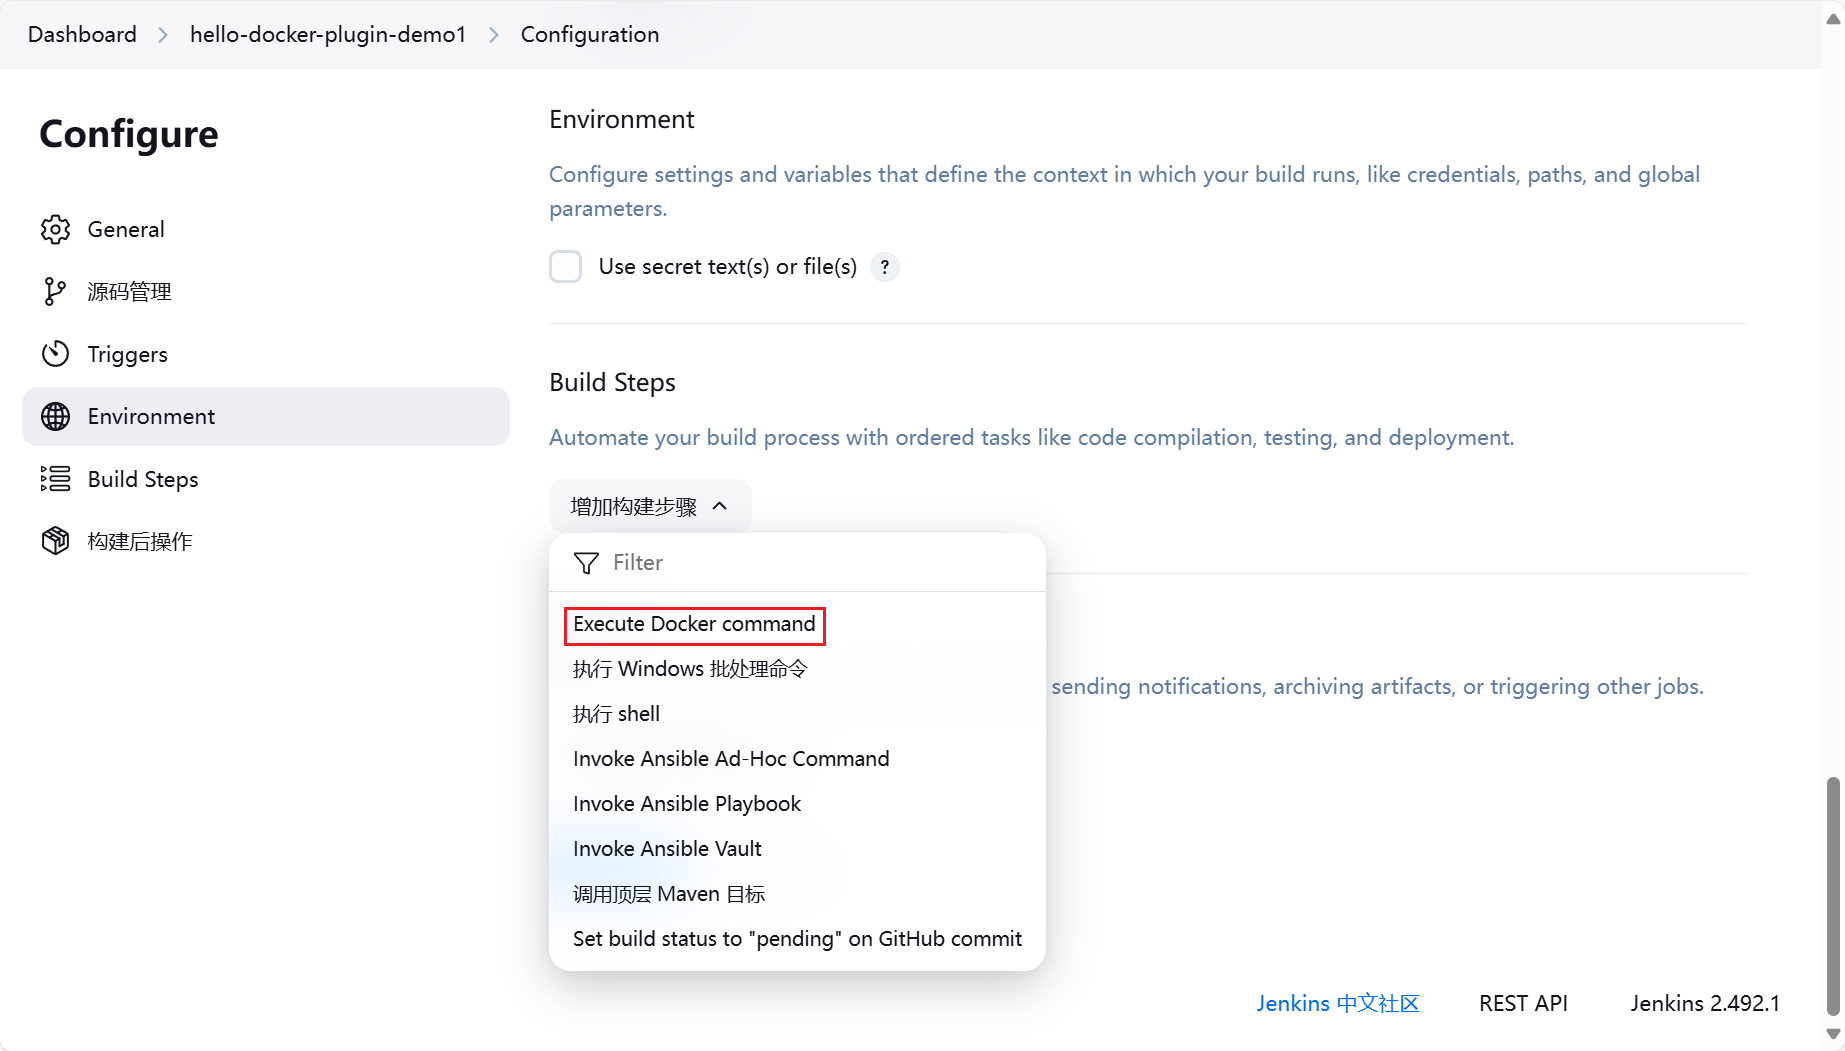 Dashboard > hello-docker-plugin-demo1 > Configuration
Configure
General
源码管理
Triggers
Environment
Build Steps
构建后操作
Environment
Configure settings and variables that define the context in which your build runs, like credentials, paths, and global
parameters.
Use secret text(s) or file(s) ?
Build Steps
Automate your build process with ordered tasks like code compilation, testing, and deployment.
增加构建步骤
Filter
Execute Docker command
执行 Windows 批处理命令
执行 shell
Invoke Ansible Ad-Hoc Command
Invoke Ansible Playbook
Invoke Ansible Vault
调用顶层 Maven 目标
Set build status to "pending" on GitHub commit
sending notifications, archiving artifacts, or triggering other jobs.
Jenkins 中文社区
REST API
Jenkins 2.492.1